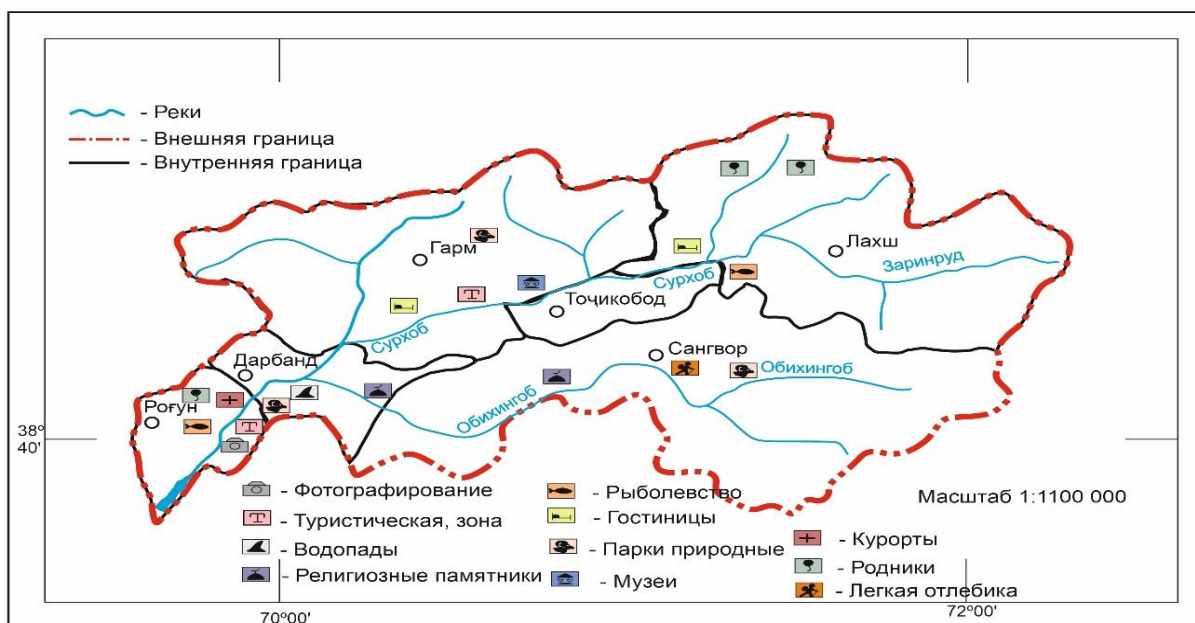 - Реки
- Внешняя граница
- Внутренняя граница
Гарм
Лахш
Заринруд
Сурхоб
Точикобод
Сурхоб
Дарбанд
Сангвор
Обихингоб
Роғун
Обихингоб
38°
40'
- Фотографирование
- Туристическая, зона
- Водопады
- Религиозные памятники
- Рыболевство
- Гостиницы
- Парки природные
- Музеи
Масштаб 1:1100 000
- Курорты
- Родники
- Легкая отлебика
70°00'
72°00'